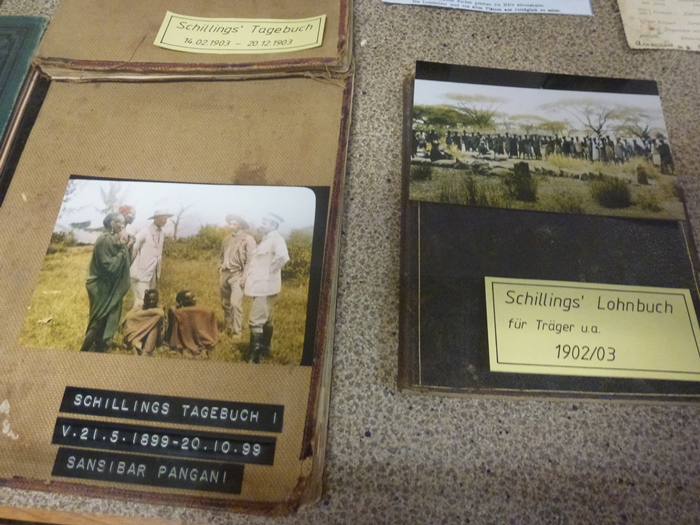 Schillings' Tagebuch
14.02.1903 - 20.12.1903
SCHILLINGS TAGEBUCH I
V.21.5.1899-20.10.99
SANSIBAR PANGANI
Schillings' Lohnbuch
für Träger u.a.
1902/03